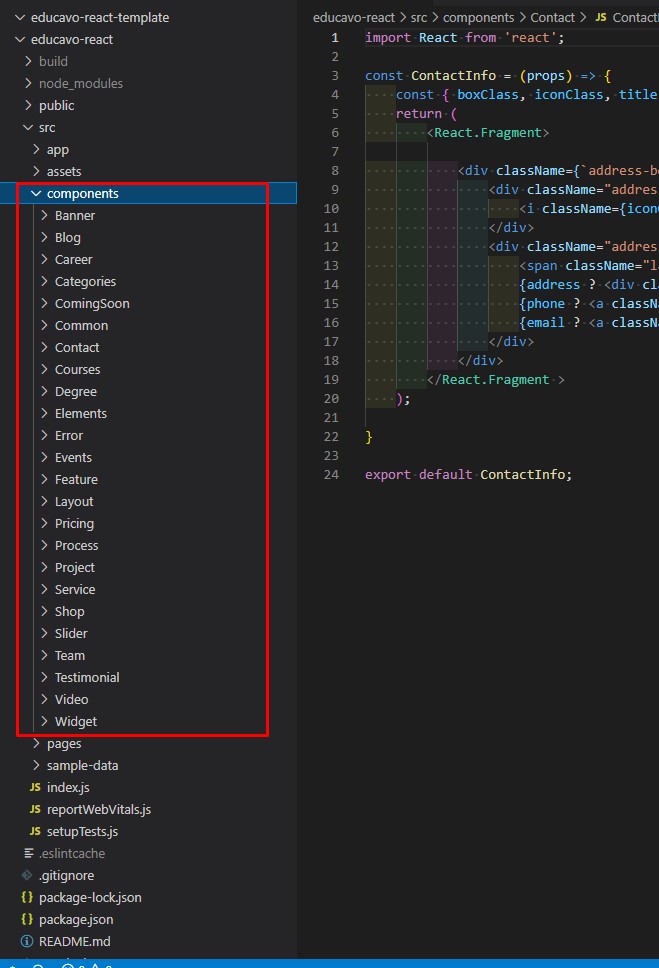 educavo-react-template
educavo-react
build
node_modules
public
src
app
assets
components
Banner
Blog
Career
Categories
ComingSoon
Common
Contact
Courses
Degree
Elements
Error
Events
Feature
Layout
Pricing
Process
Project
Service
Shop
Slider
Team
Testimonial
Video
Widget
pages
sample-data
JS index.js
JS reportWebVitals.js
JS setupTests.js
.eslintcache
.gitignore
{} package-lock.json
{} package.json
README.md
educavo-react > src > components > Contact > JS Contact
1 import React from 'react';
2
3 const ContactInfo = (props) => {
4 const { boxClass, iconClass, title
5 return (
6 <React.Fragment>
7
8 <div className={`address-b
9 <div className="addres
10 <i className={icon
11 </div>
12 <div className="addres
13 <span className="l
14 {address ? <div cl
15 {phone ? <a classN
16 {email ? <a classN
17 </div>
18 </div>
19 </React.Fragment >
20 );
21
22 }
23
24 export default ContactInfo;